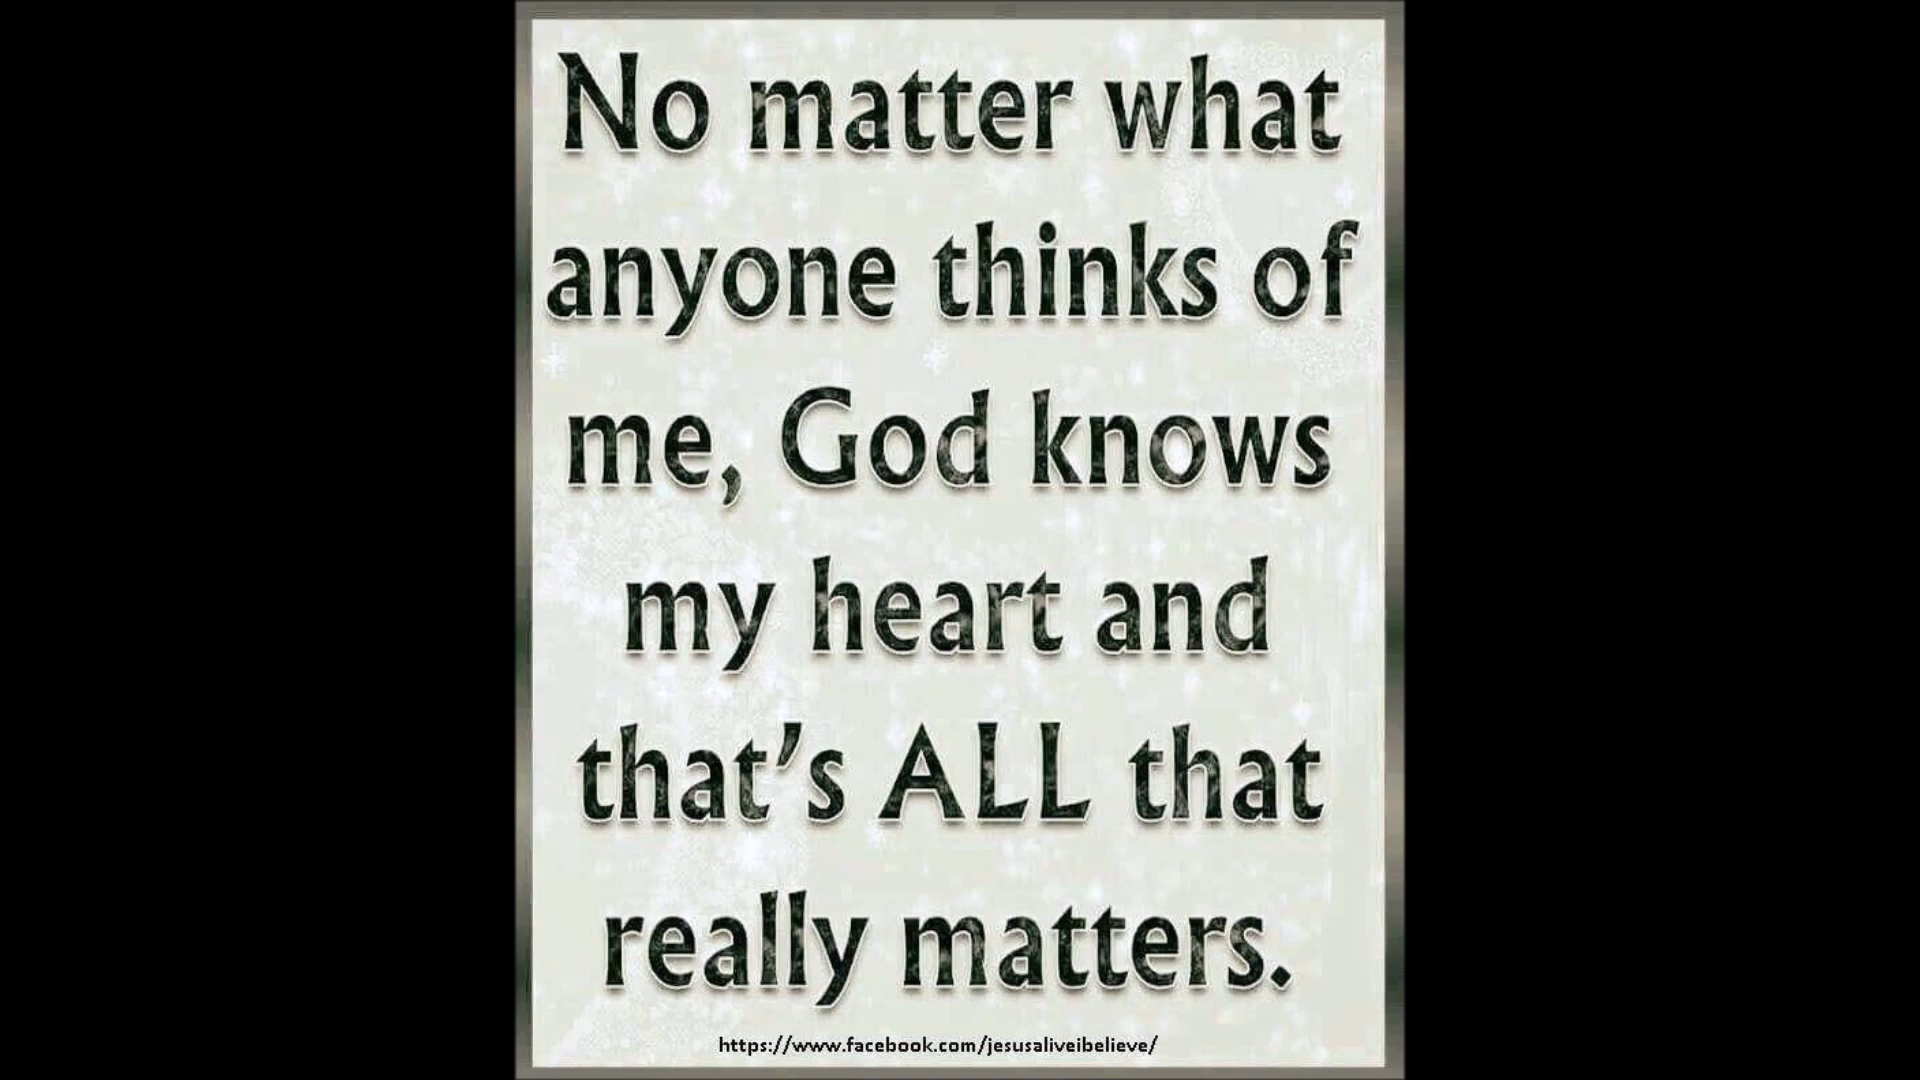 No matter what
anyone thinks of
me, God knows
my heart and
that’s ALL that
really matters.
https://www.facebook.com/jesusaliveibelieve/